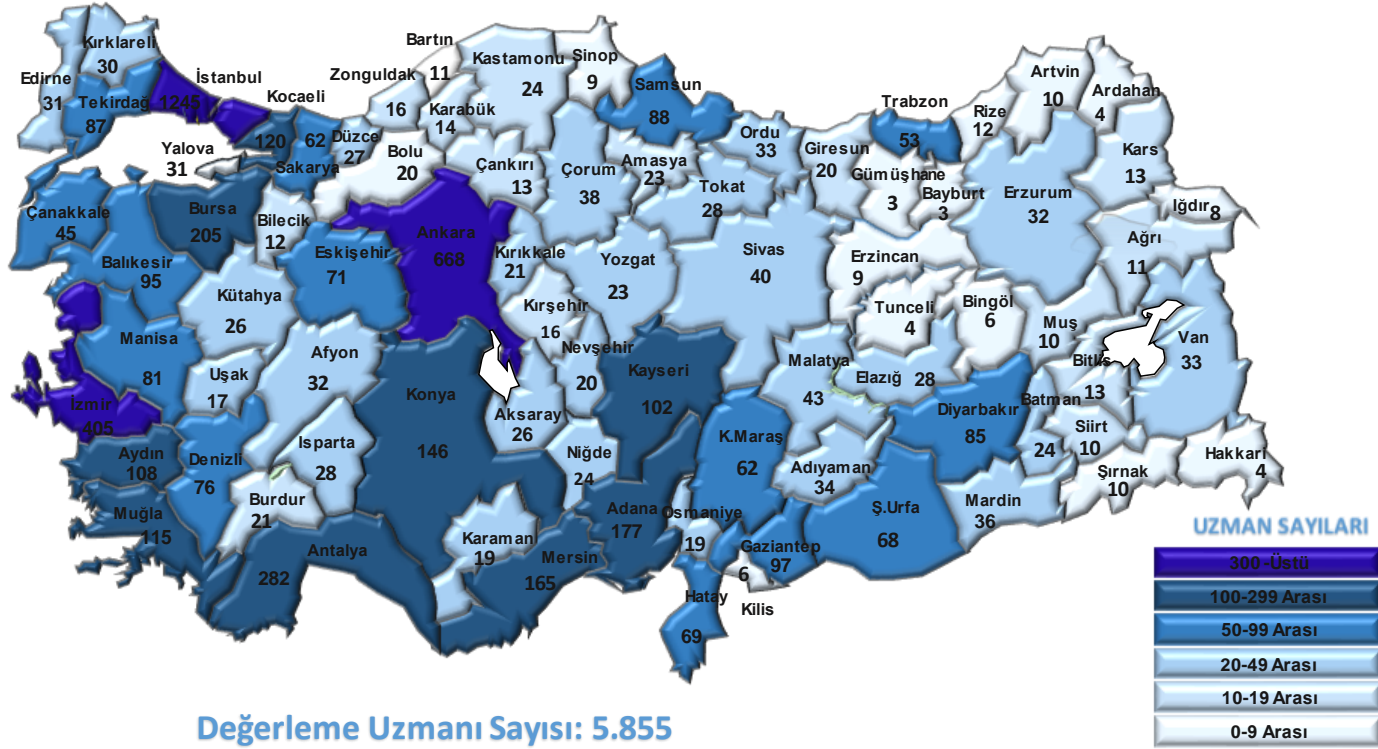 Kırklareli
30
Edirne
31
Tekirdağ
87
İstanbul
1245
Kocaeli
120
62
Sakarya
Düzce
27
Yalova
31
Zonguldak
16
Bartın
11
Karabük
14
Kastamonu
24
Sinop
9
Samsun
88
Bolu
20
Çankırı
13
Çorum
38
Amasya
23
Tokat
28
Ordu
33
Giresun
20
Trabzon
53
Gümüşhane
3
Bayburt
3
Rize
12
Artvin
10
Ardahan
4
Kars
13
Iğdır 8
Ağrı
11
Erzurum
32
Erzincan
9
Tunceli
4
Bingöl
6
Muş
10
Bitlis
13
Van
33
Çanakkale
45
Balıkesir
95
Bursa
205
Bilecik
12
Eskişehir
71
Ankara
668
Kırıkkale
21
Kırşehir
16
Yozgat
23
Sivas
40
Kütahya
26
Manisa
81
İzmir
405
Uşak
17
Afyon
32
Konya
146
Aksaray
26
Nevşehir
20
Kayseri
102
Malatya
43
Elazığ 28
Diyarbakır
85
Batman
24
Siirt
10
Şırnak
10
Hakkari
4
Aydın
108
Denizli
76
Muğla
115
Burdur
21
Isparta
28
Antalya
282
Karaman
19
Mersin
165
Niğde
24
Adana
177
Osmaniye
19
K.Maraş
62
Adıyaman
34
Gaziantep
97
6
Kilis
Hatay
69
Ş.Urfa
68
Mardin
36
UZMAN SAYILARI
300 -Üstü
100-299 Arası
50-99 Arası
20-49 Arası
10-19 Arası
0-9 Arası
Değerleme Uzmanı Sayısı: 5.855